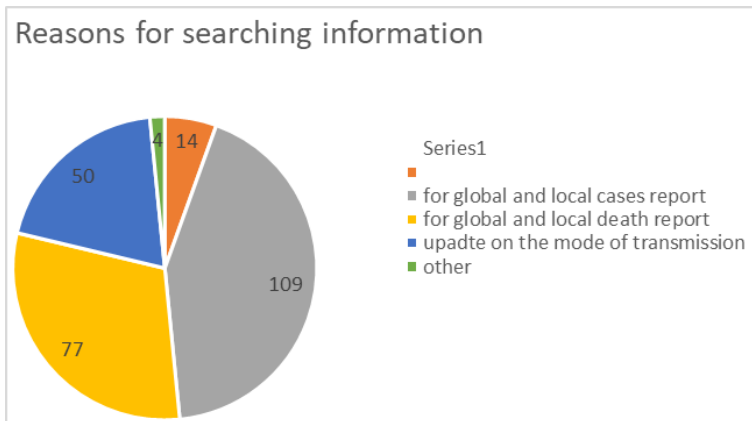 Reasons for searching information
4
14
50
109
77
Series1
for global and local cases report
for global and local death report
upadte on the mode of transmission
other